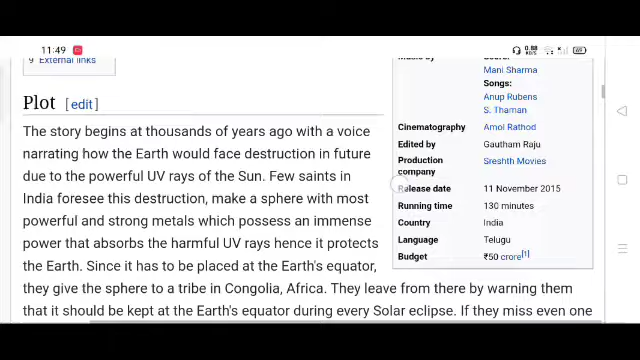 11:49
0.88
KB/S
9 External links
Plot [ edit ]
The story begins at thousands of years ago with a voice
narrating how the Earth would face destruction in future
due to the powerful UV rays of the Sun. Few saints in
India foresee this destruction, make a sphere with most
powerful and strong metals which possess an immense
power that absorbs the harmful UV rays hence it protects
the Earth. Since it has to be placed at the Earth's equator,
they give the sphere to a tribe in Congolia, Africa. They leave from there by warning them
that it should be kept at the Earth's equator during every Solar eclipse. If they miss even one
Music by
Score:
Mani Sharma
Songs:
Anup Rubens
S. Thaman
Cinematography Amol Rathod
Edited by Gautham Raju
Production Sreshth Movies
company
Release date 11 November 2015
Running time 130 minutes
Country India
Language Telugu
Budget ₹50 crore[1]